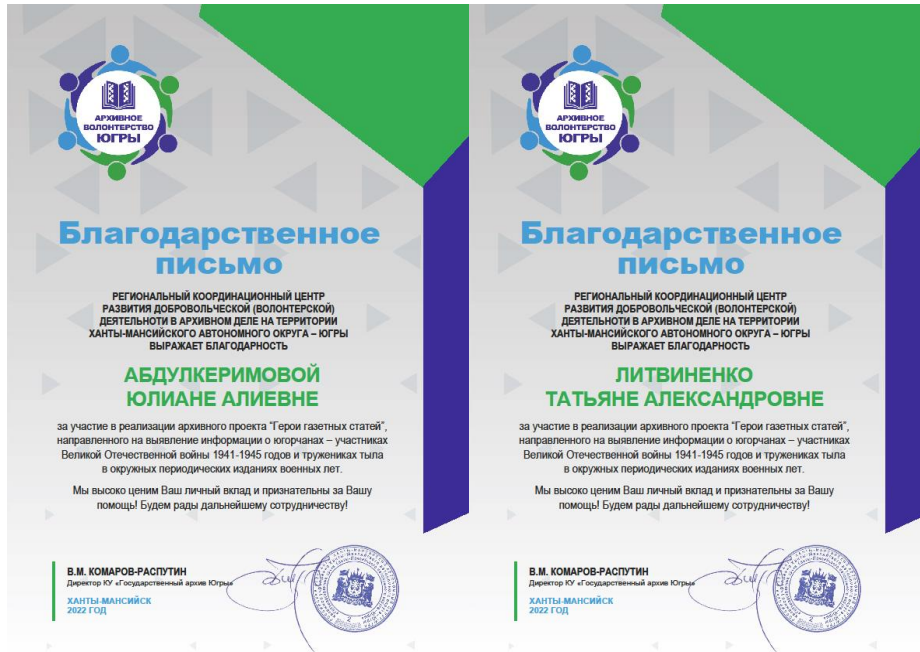 АРХИВНОЕ
ВОЛОНТЕРСТВО
ЮГРЫ
Благодарственное
письмо
РЕГИОНАЛЬНЫЙ КООРДИНАЦИОННЫЙ ЦЕНТР
РАЗВИТИЯ ДОБРОВОЛЬЧЕСКОЙ (ВОЛОНТЕРСКОЙ)
ДЕЯТЕЛЬНОТИ В АРХИВНОМ ДЕЛЕ НА ТЕРРИТОРИИ
ХАНТЫ-МАНСИЙСКОГО АВТОНОМНОГО ОКРУГА – ЮГРЫ
ВЫРАЖАЕТ БЛАГОДАРНОСТЬ
АБДУЛКЕРИМОВОЙ
ЮЛИАНЕ АЛИЕВНЕ
за участие в реализации архивного проекта "Герои газетных статей",
направленного на выявление информации о югорчанах – участниках
Великой Отечественной войны 1941-1945 годов и тружениках тыла
в окружных периодических изданиях военных лет.
Мы высоко ценим Ваш личный вклад и признательны за Вашу
помощь! Будем рады дальнейшему сотрудничеству!
В.М. КОМАРОВ-РАСПУТИН
Директор КУ «Государственный архив Югры»
ХАНТЫ-МАНСИЙСК
2022 ГОД
АРХИВНОЕ
ВОЛОНТЕРСТВО
ЮГРЫ
Благодарственное
письмо
РЕГИОНАЛЬНЫЙ КООРДИНАЦИОННЫЙ ЦЕНТР
РАЗВИТИЯ ДОБРОВОЛЬЧЕСКОЙ (ВОЛОНТЕРСКОЙ)
ДЕЯТЕЛЬНОТИ В АРХИВНОМ ДЕЛЕ НА ТЕРРИТОРИИ
ХАНТЫ-МАНСИЙСКОГО АВТОНОМНОГО ОКРУГА – ЮГРЫ
ВЫРАЖАЕТ БЛАГОДАРНОСТЬ
ЛИТВИНЕНКО
ТАТЬЯНЕ АЛЕКСАНДРОВНЕ
за участие в реализации архивного проекта "Герои газетных статей",
направленного на выявление информации о югорчанах – участниках
Великой Отечественной войны 1941-1945 годов и тружениках тыла
в окружных периодических изданиях военных лет.
Мы высоко ценим Ваш личный вклад и признательны за Вашу
помощь! Будем рады дальнейшему сотрудничеству!
В.М. КОМАРОВ-РАСПУТИН
Директор КУ «Государственный архив Югры»
ХАНТЫ-МАНСИЙСК
2022 ГОД